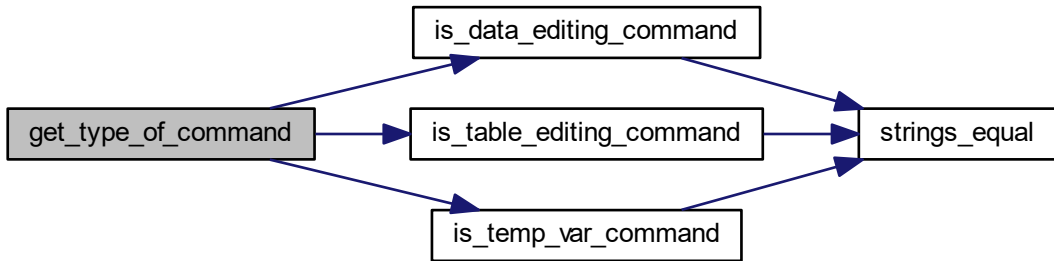 is_data_editing_command
get_type_of_command
is_table_editing_command
strings_equal
is_temp_var_command